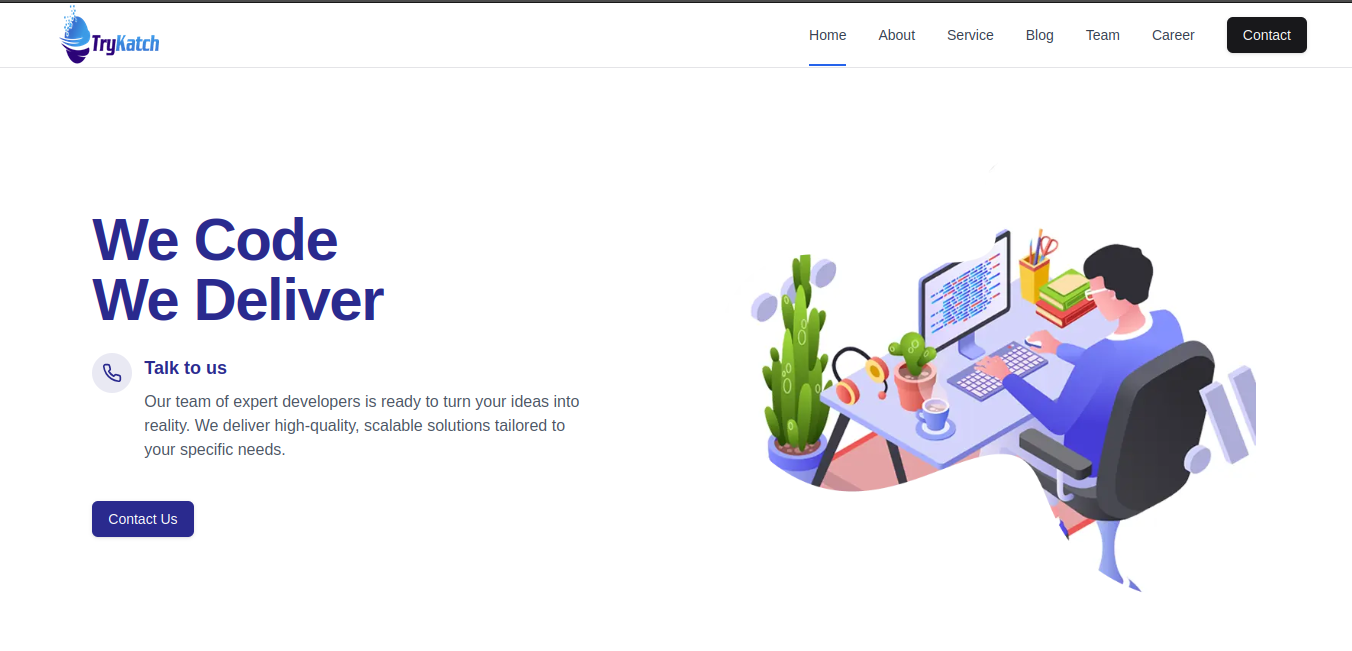 TryKatch
Home About Service Blog Team Career Contact
We Code
We Deliver
Talk to us
Our team of expert developers is ready to turn your ideas into
reality. We deliver high-quality, scalable solutions tailored to
your specific needs.
Contact Us